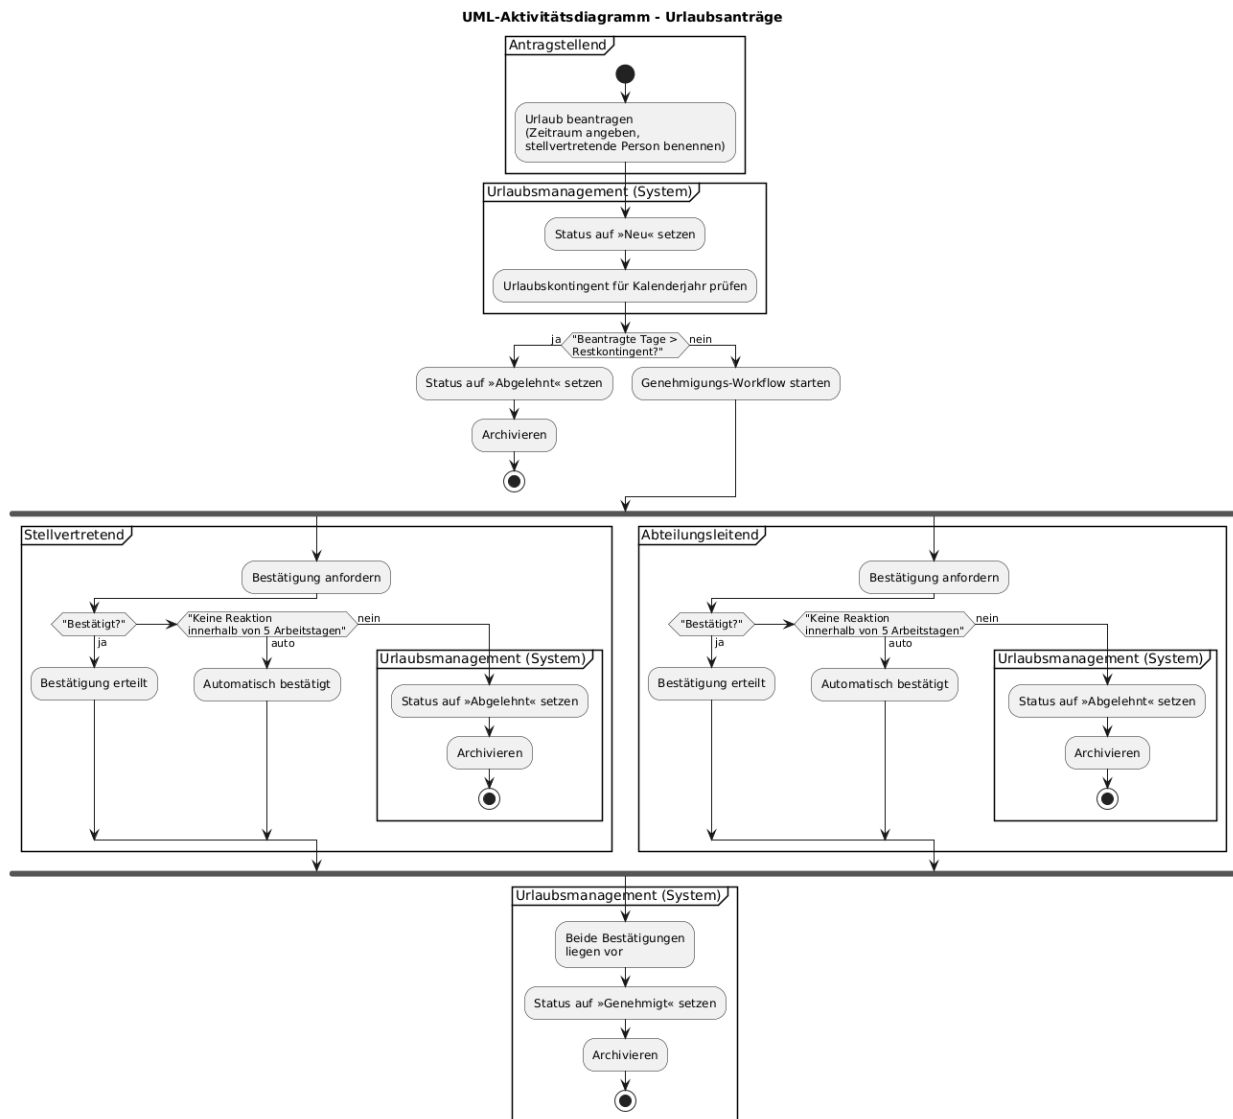 UML-Aktivitätsdiagramm - Urlaubsanträge
Antragstellend
Urlaub beantragen
(Zeitraum angeben,
stellvertretende Person benennen)
Urlaubsmanagement (System)
Status auf »Neu« setzen
Urlaubskontingent für Kalenderjahr prüfen
ja
"Beantragte Tage >
Restkontingent?"
nein
Status auf »Abgelehnt« setzen
Genehmigungs-Workflow starten
Archivieren
Stellvertretend
Bestätigung anfordern
"Bestätigt?"
"Keine Reaktion
innerhalb von 5 Arbeitstagen"
nein
ja
auto
Bestätigung erteilt
Automatisch bestätigt
Urlaubsmanagement (System)
Status auf »Abgelehnt« setzen
Archivieren
Abteilungsleitend
Bestätigung anfordern
"Bestätigt?"
"Keine Reaktion
innerhalb von 5 Arbeitstagen"
nein
ja
auto
Bestätigung erteilt
Automatisch bestätigt
Urlaubsmanagement (System)
Status auf »Abgelehnt« setzen
Archivieren
Urlaubsmanagement (System)
Beide Bestätigungen
liegen vor
Status auf »Genehmigt« setzen
Archivieren